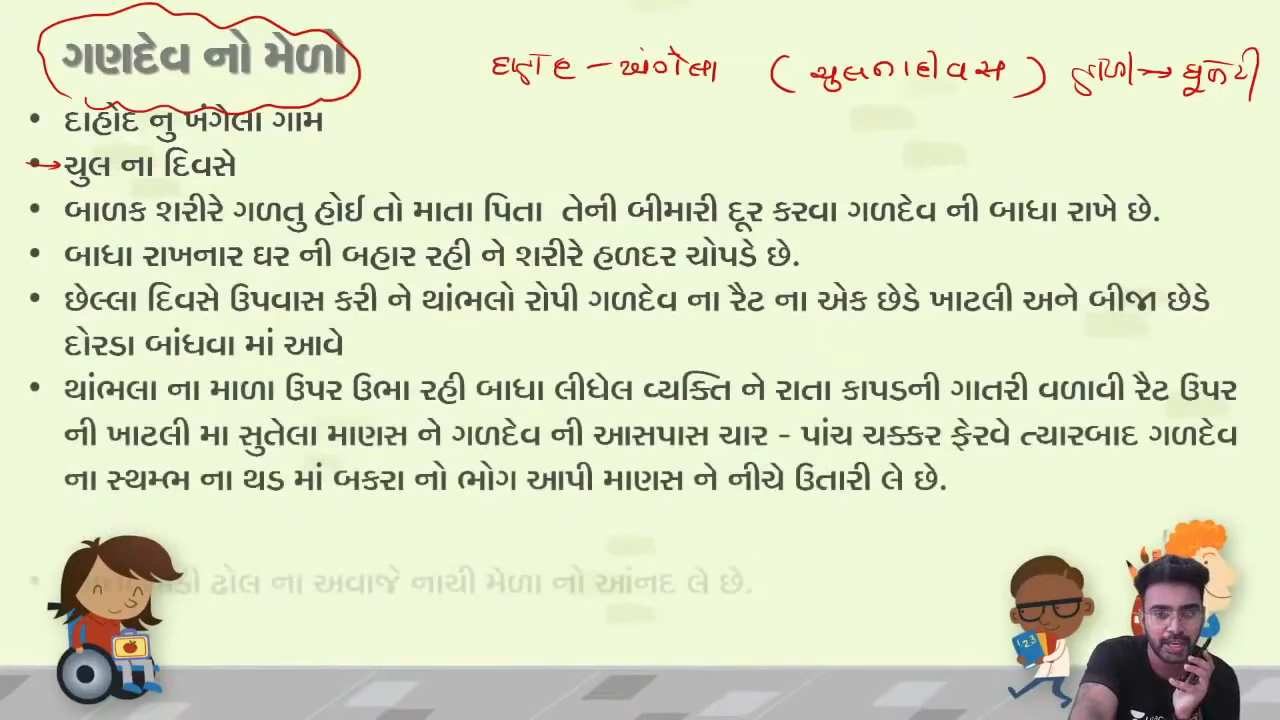 ગણદેવ નો મેળો
દાહોદ – ખંગેલા (ચુલના દીવસ) હોળી → ધૂળેટી
• દાહોદ નુ ખંગેલા ગામ
• ચુલ ના દિવસે
• બાળક શરીરે ગળતુ હોઈ તો માતા પિતા તેની બીમારી દૂર કરવા ગળદેવ ની બાધા રાખે છે.
• બાધા રાખનાર ઘર ની બહાર રહી ને શરીરે હળદર ચોપડે છે.
• છેલ્લા દિવસે ઉપવાસ કરી ને થાંભલો રોપી ગળદેવ ના રૈટ ના એક છેડે ખાટલી અને બીજા છેડે
દોરડા બાંધવા માં આવે
• થાંભલા ના માળા ઉપર ઉભા રહી બાધા લીધેલ વ્યક્તિ ને રાતા કાપડની ગાતરી વળાવી રૈટ ઉપર
ની ખાટલી મા સુતેલા માણસ ને ગળદેવ ની આસપાસ ચાર - પાંચ ચક્કર ફેરવે ત્યારબાદ ગળદેવ
ના સ્થમ્ભ ના થડ માં બકરા નો ભોગ આપી માણસ ને નીચે ઉતારી લે છે.
ઢોલ ના અવાજે નાચી મેળા નો આંનદ લે છે.
123